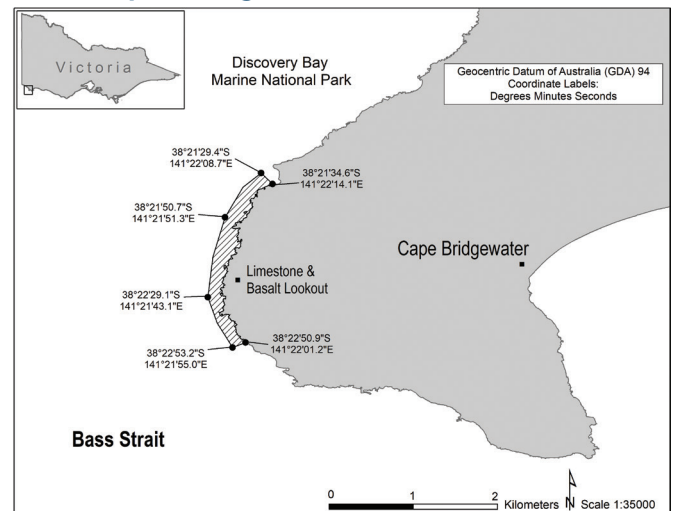 Victoria
Discovery Bay
Marine National Park
Geocentric Datum of Australia (GDA) 94
Coordinate Labels:
Degrees Minutes Seconds
38°21'29.4"S
141°22'08.7"E
38°21'34.6"S
141°22'14.1"E
38°21'50.7"S
141°21'51.3"E
Cape Bridgewater
Limestone &
Basalt Lookout
38°22'29.1"S
141°21'43.1"E
38°22'50.9"S
141°22'01.2"E
38°22'53.2"S
141°21'55.0"E
Bass Strait
0 1 2
Kilometers N Scale 1:35000